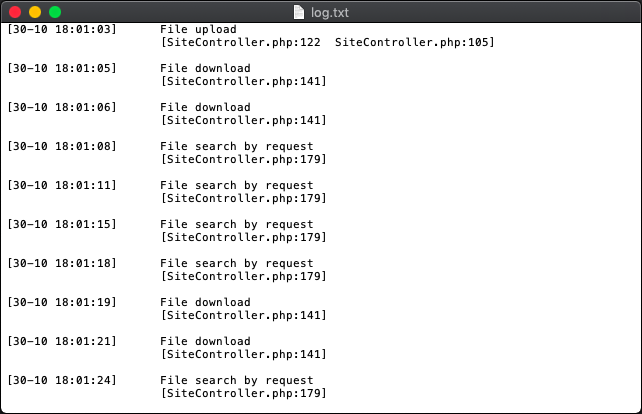 log.txt
[30-10 18:01:03] File upload
[SiteController.php:122 SiteController.php:105]
[30-10 18:01:05] File download
[SiteController.php:141]
[30-10 18:01:06] File download
[SiteController.php:141]
[30-10 18:01:08] File search by request
[SiteController.php:179]
[30-10 18:01:11] File search by request
[SiteController.php:179]
[30-10 18:01:15] File search by request
[SiteController.php:179]
[30-10 18:01:18] File search by request
[SiteController.php:179]
[30-10 18:01:19] File download
[SiteController.php:141]
[30-10 18:01:21] File download
[SiteController.php:141]
[30-10 18:01:24] File search by request
[SiteController.php:179]